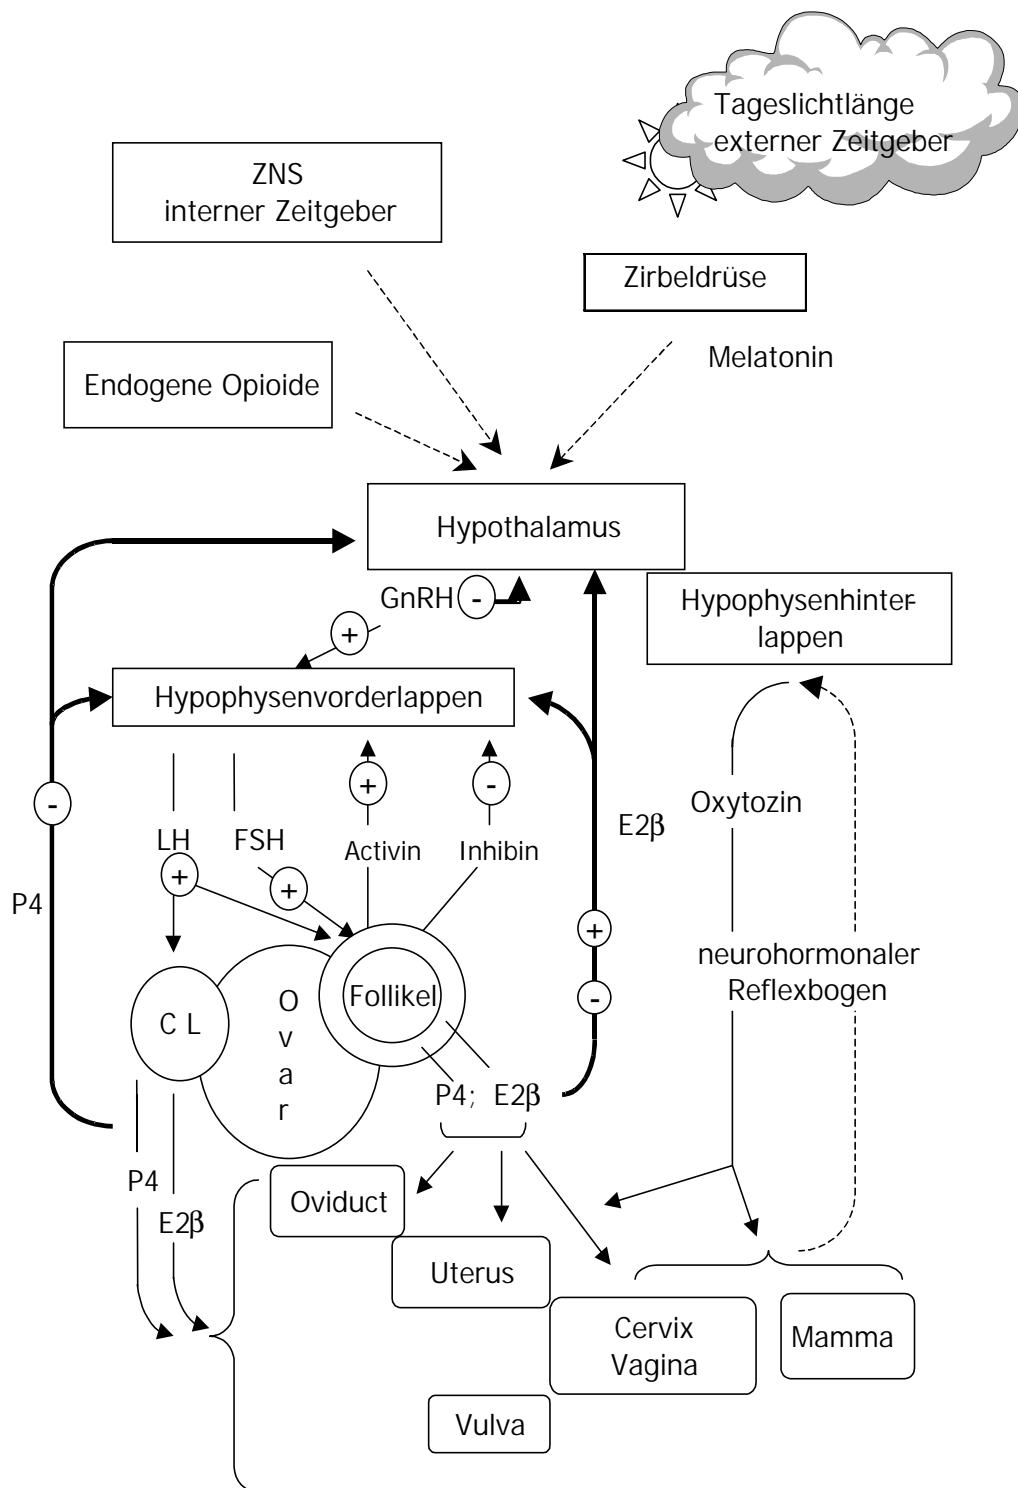 Tageslichtlänge
externer Zeitgeber
ZNS
interner Zeitgeber
Zirbeldrüse
Melatonin
Endogene Opioide
Hypothalamus
GnRH
-
+
Hypophysenhinter-
lappen
Hypophysenvorderlappen
-
+
-
Oxytozin
E2β
LH
FSH
Activin
Inhibin
+
+
P4
+
neurohormonaler
Reflexbogen
-
C L
O
v
a
r
Follikel
P4; E2β
P4
E2β
Oviduct
Uterus
Cervix
Vagina
Mamma
Vulva